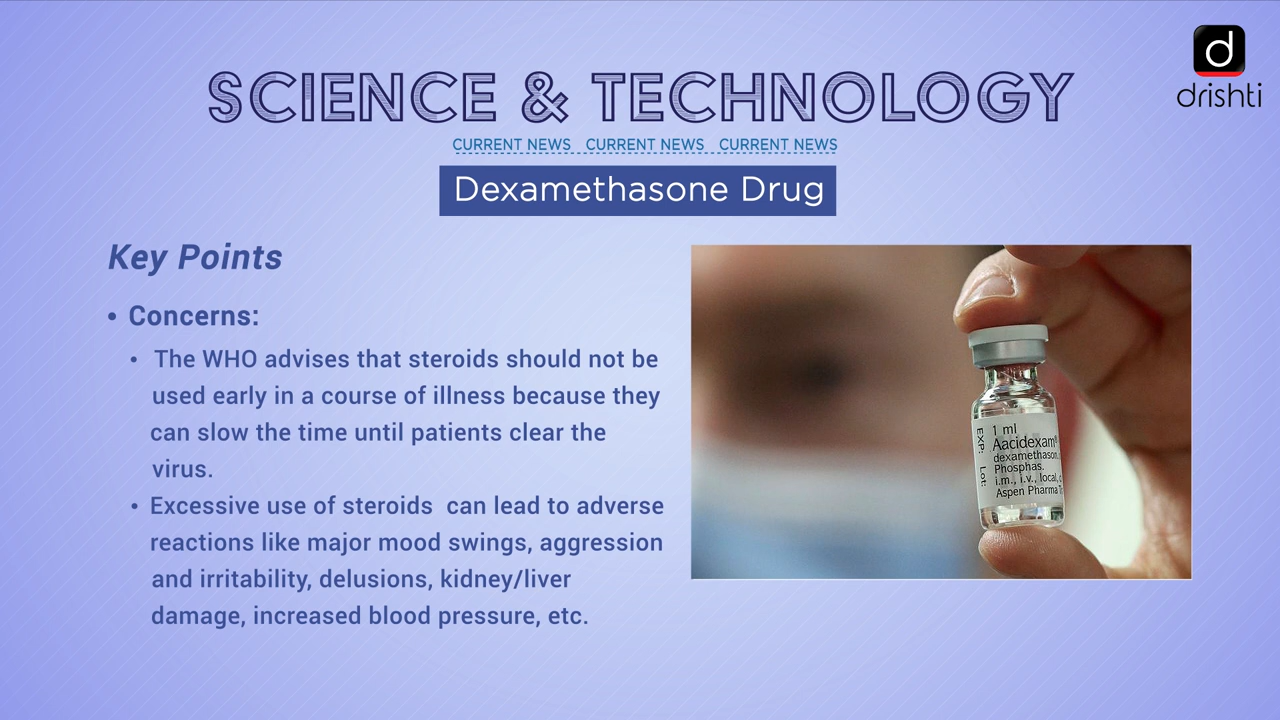 d
drishti
SCIENCE & TECHNOLOGY
CURRENT NEWS CURRENT NEWS CURRENT NEWS
Dexamethasone Drug
Key Points
• Concerns:
• The WHO advises that steroids should not be
used early in a course of illness because they
can slow the time until patients clear the
virus.
• Excessive use of steroids can lead to adverse
reactions like major mood swings, aggression
and irritability, delusions, kidney/liver
damage, increased blood pressure, etc.
EXP: Lot:
1 ml
Aacidexam®
dexamethason
Phosphas.
i.m., i.v., local,
Aspen Pharma